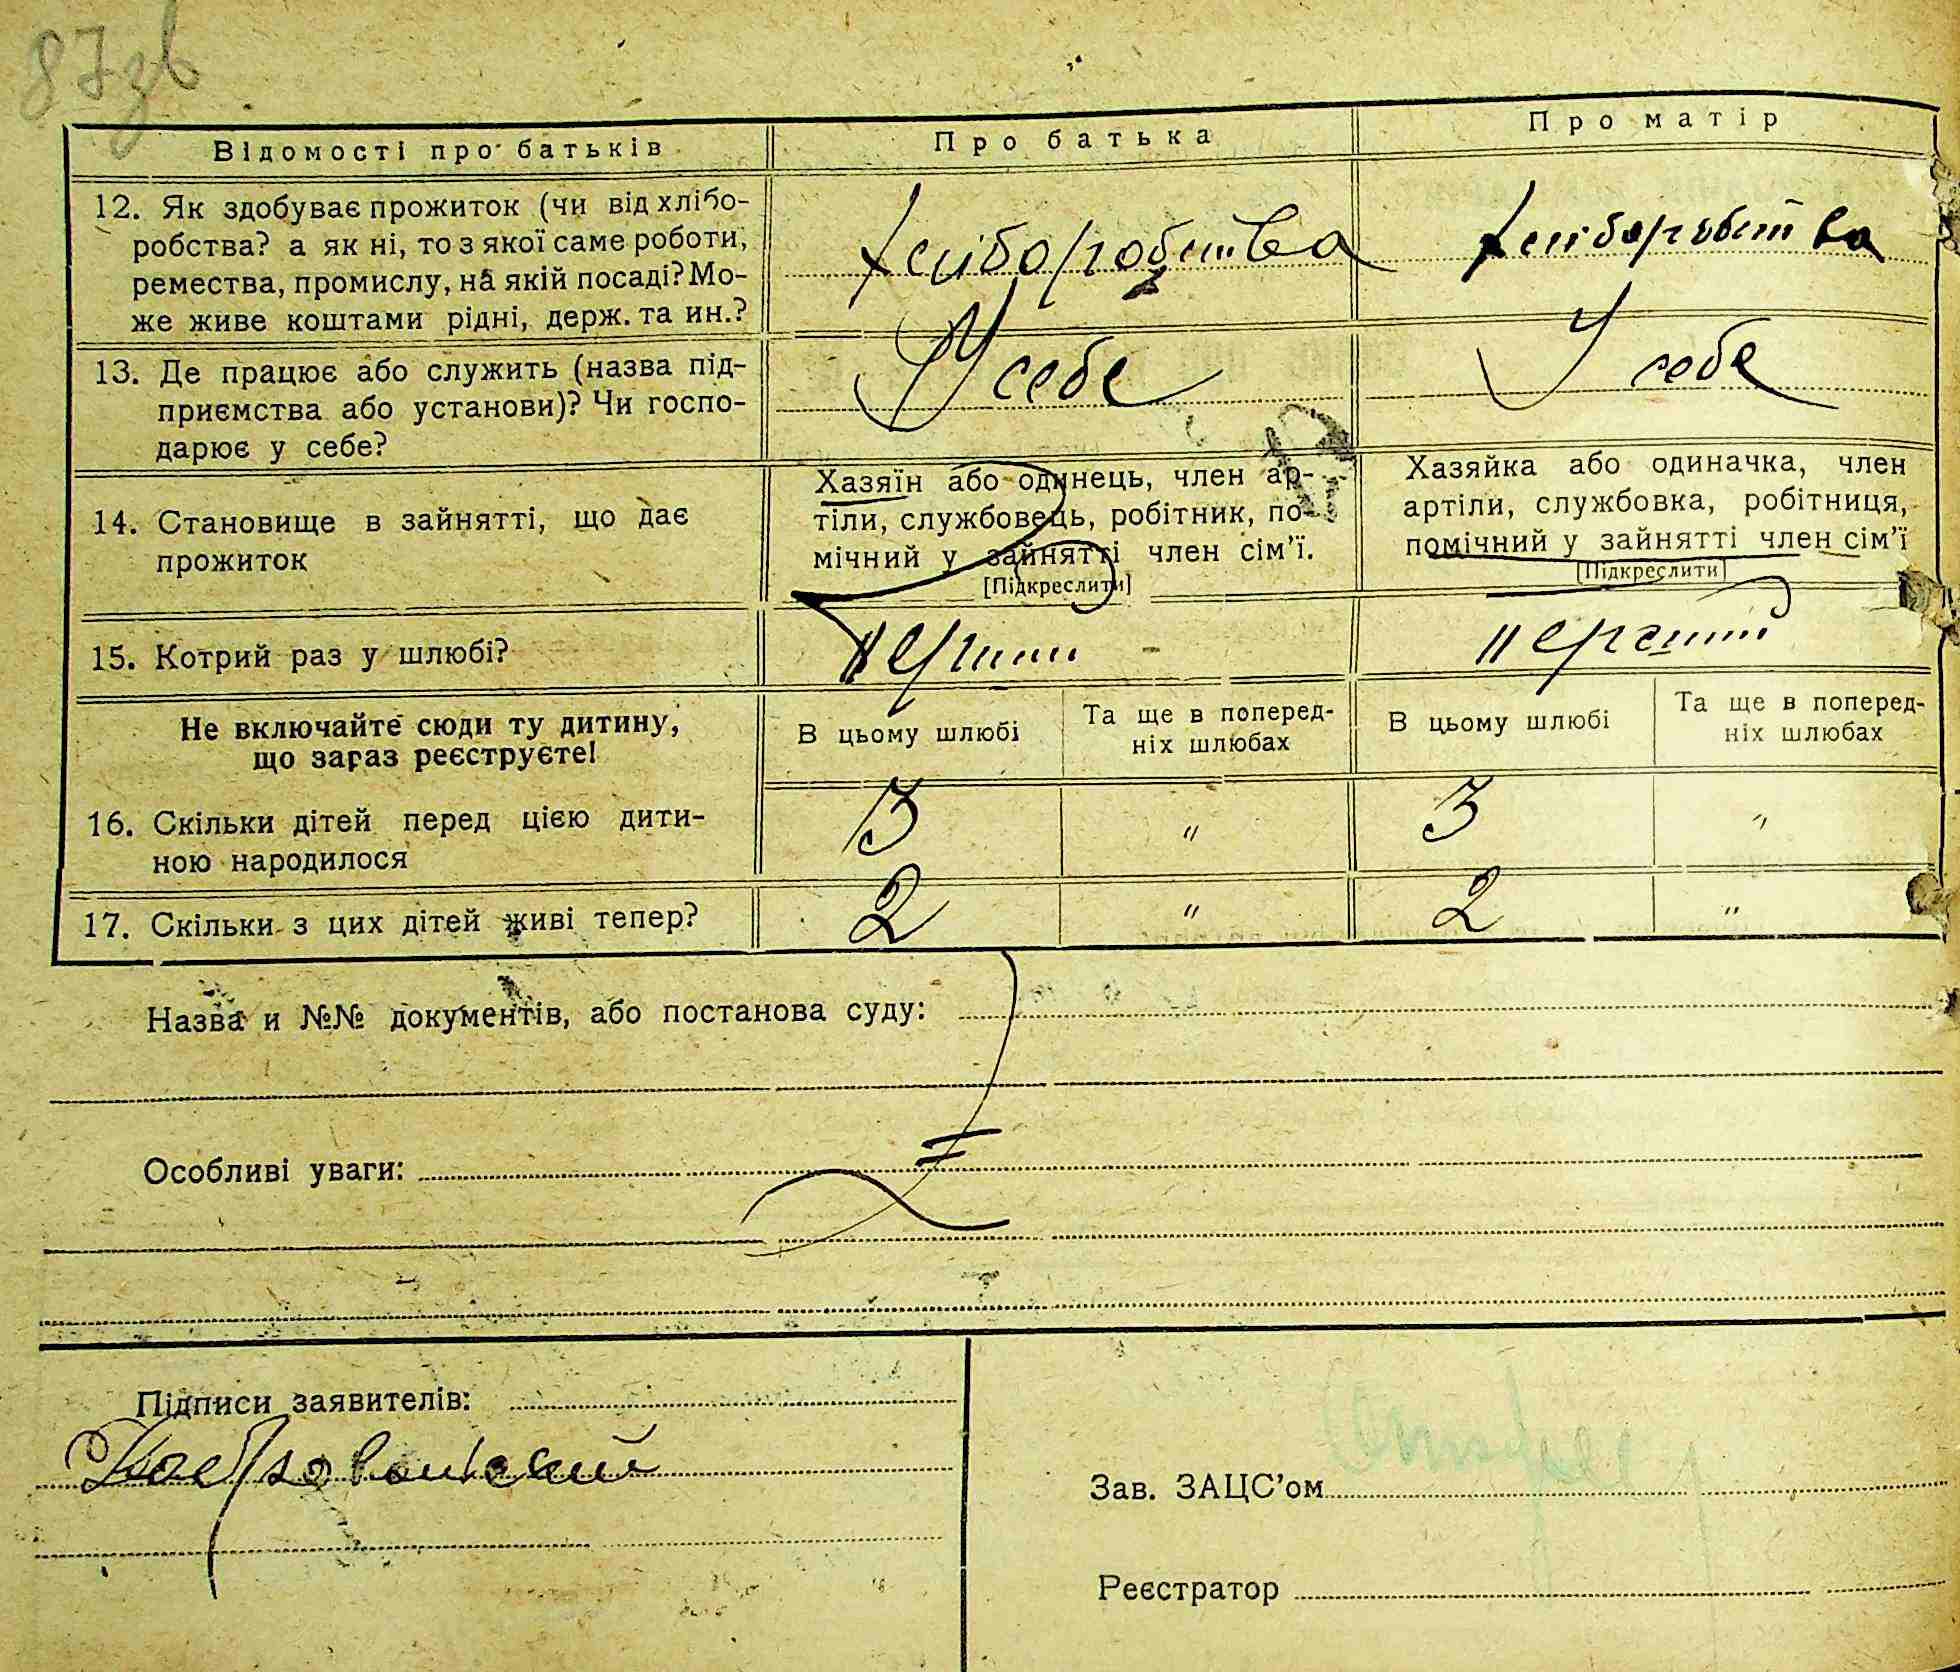 87зв
Відомості про батьків
Про батька
Про матір
12. Як здобуває прожиток (чи від хлібо-
робства? а як ні, то з якої саме роботи,
ремества, промислу, на якій посаді? Мо-
же живе коштами рідні, держ. та ин.?
хліборобства
хліборобства
13. Де працює або служить (назва під-
приємства або установи)? Чи госпо-
дарює у себе?
У себе
У себе
14. Становище в зайнятті, що дає
прожиток
Хазяїн або одинець, член ар-
тіли, службовець, робітник, по-
мічний у зайнятті член сім'ї.
[Підкреслити]
Хазяйка або одиначка, член
артіли, службовка, робітниця,
помічний у зайнятті член сім'ї
[Підкреслити]
15. Котрий раз у шлюбі?
перший
перший
Не включайте сюди ту дитину,
що зараз реєструєте!
В цьому шлюбі
Та ще в поперед-
ніх шлюбах
В цьому шлюбі
Та ще в поперед-
ніх шлюбах
16. Скільки дітей перед цією дити-
ною народилося
3 " 3 "
17. Скільки з цих дітей живі тепер?
2 " 2 "
Назва и №№ документів, або постанова суду:
Особливі уваги:
Підписи заявителів:
Зав. ЗАЦС'ом
Реєстратор